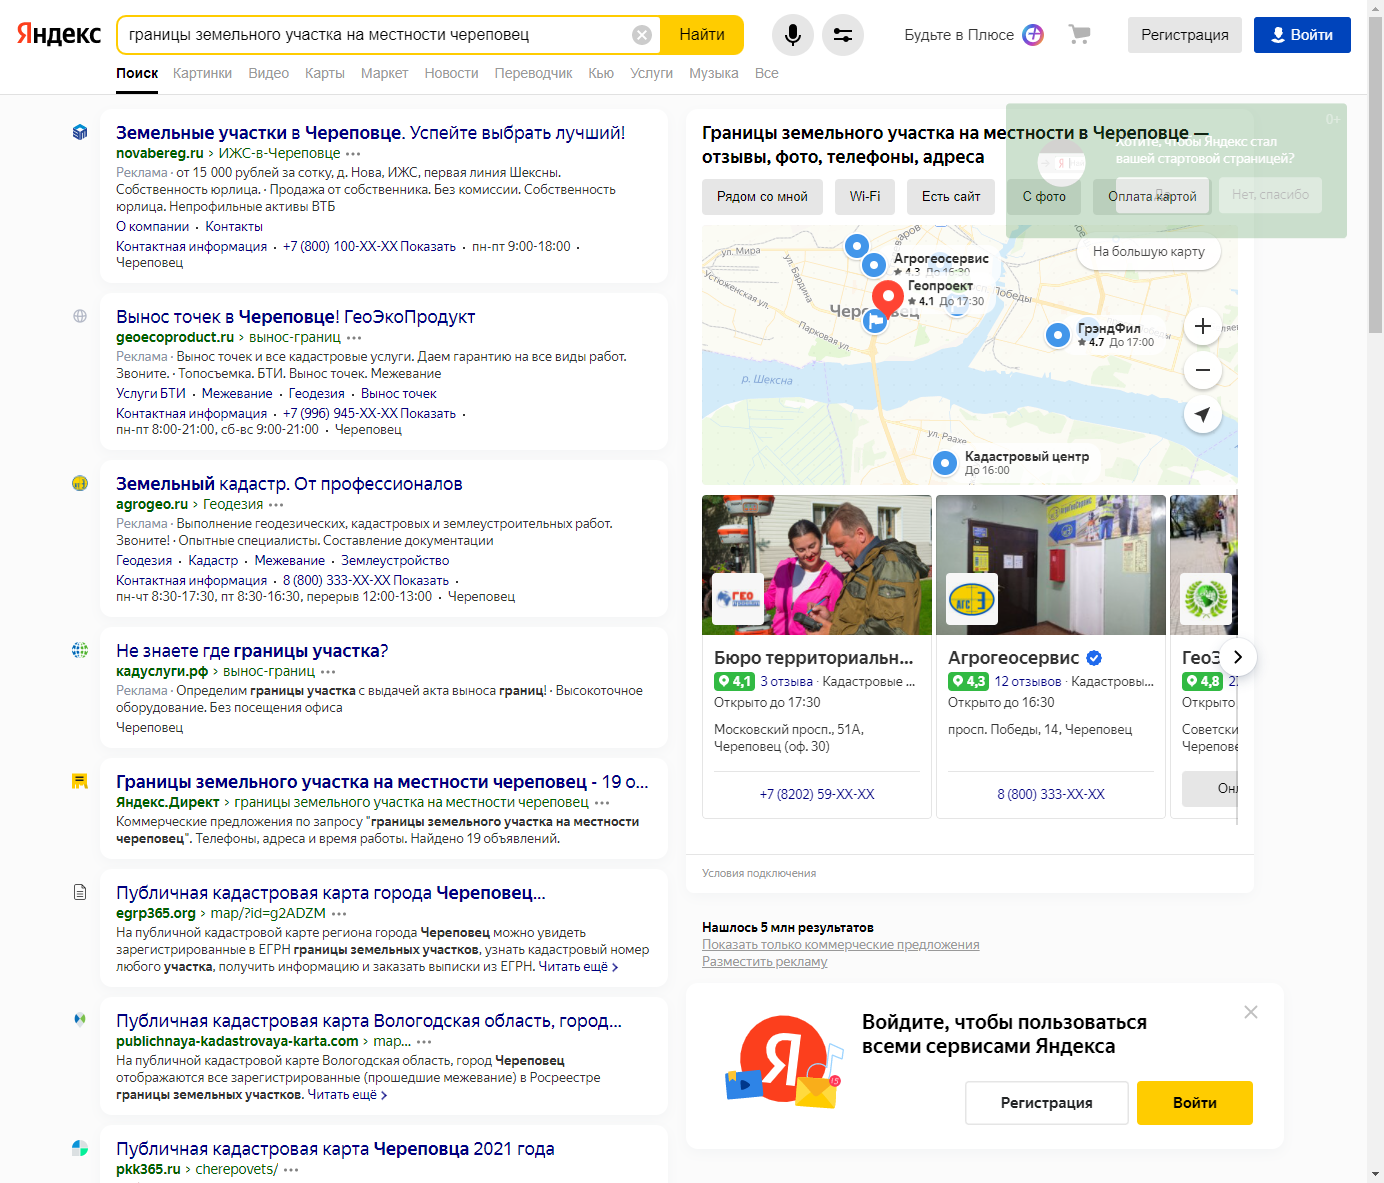 Яндекс
границы земельного участка на местности череповец
Найти
Будьте в Плюсе
Регистрация
Войти
Поиск Картинки Видео Карты Маркет Новости Переводчик Кью Услуги Музыка Все
Земельные участки в Череповце. Успейте выбрать лучший!
novabereg.ru › ИЖС-в-Череповце
Реклама · от 15 000 рублей за сотку, д. Нова, ИЖС, первая линия Шексны.
Собственность юрлица. · Продажа от собственника. Без комиссии. Собственность
юрлица. Непрофильные активы ВТБ
О компании · Контакты
Контактная информация · +7 (800) 100-XX-XX Показать · пн-пт 9:00-18:00 ·
Череповец
Вынос точек в Череповце! ГеоЭкоПродукт
geoecoproduct.ru › вынос-границ
Реклама · Вынос точек и все кадастровые услуги. Даем гарантию на все виды работ.
Звоните. · Топосъемка. БТИ. Вынос точек. Межевание
Услуги БТИ · Межевание · Геодезия · Вынос точек
Контактная информация · +7 (996) 945-XX-XX Показать ·
пн-пт 8:00-21:00, сб-вс 9:00-21:00 · Череповец
Земельный кадастр. От профессионалов
agrogeo.ru › Геодезия
Реклама · Выполнение геодезических, кадастровых и землеустроительных работ.
Звоните! · Опытные специалисты. Составление документации
Геодезия · Кадастр · Межевание · Землеустройство
Контактная информация · 8 (800) 333-XX-XX Показать ·
пн-чт 8:30-17:30, пт 8:30-16:30, перерыв 12:00-13:00 · Череповец
Не знаете где границы участка?
кадуслуги.рф › вынос-границ
Реклама · Определим границы участка с выдачей акта выноса границ! · Высокоточное
оборудование. Без посещения офиса
Череповец
Границы земельного участка на местности череповец - 19 о...
Яндекс.Директ › границы земельного участка на местности череповец
Коммерческие предложения по запросу "границы земельного участка на местности
череповец". Телефоны, адреса и время работы. Найдено 19 объявлений.
Публичная кадастровая карта города Череповец...
egrp365.org › map/?id=g2ADZM
На публичной кадастровой карте региона города Череповец можно увидеть
зарегистрированные в ЕГРН границы земельных участков, узнать кадастровый номер
любого участка, получить информацию и заказать выписки из ЕГРН. Читать ещё ›
Публичная кадастровая карта Вологодская область, город...
publichnaya-kadastrovaya-karta.com › map...
На публичной кадастровой карте Вологодская область, город Череповец
отображаются все зарегистрированные (прошедшие межевание) в Росреестре
границы земельных участков. Читать ещё ›
Публичная кадастровая карта Череповца 2021 года
pkk365.ru › cherepovets/
Границы земельного участка на местности в Череповце —
отзывы, фото, телефоны, адреса
0+
Хотите, чтобы Яндекс стал
вашей стартовой страницей?
Да
Нет, спасибо
Рядом со мной Wi-Fi Есть сайт С фото Оплата картой
На большую карту
ул. Мира
ул. Бардина
Устюженская ул.
Парковая ул.
Победы
р. Шексна
ул. Раахе
Агрогеосервис
4.3 До 16:30
Геопроект
4.1 До 17:30
ГрэндФил
4.7 До 17:00
Кадастровый центр
До 16:00
ГЕО
АГС
Бюро территориальн...
4,1 3 отзыва · Кадастровые ...
Открыто до 17:30
Московский просп., 51А,
Череповец (оф. 30)
+7 (8202) 59-XX-XX
Агрогеосервис
4,3 12 отзывов · Кадастровы...
Открыто до 16:30
просп. Победы, 14, Череповец
8 (800) 333-XX-XX
4,8
Открыто
Условия подключения
Нашлось 5 млн результатов
Показать только коммерческие предложения
Разместить рекламу
Войдите, чтобы пользоваться
всеми сервисами Яндекса
Я
15
Регистрация
Войти